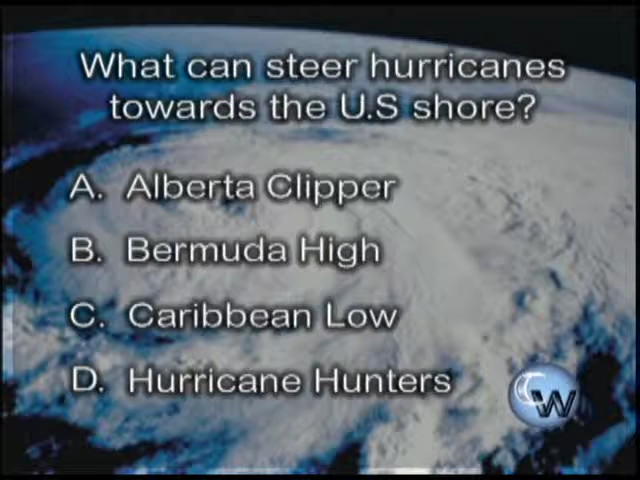 What can steer hurricanes
towards the U.S shore?
A. Alberta Clipper
B. Bermuda High
C. Caribbean Low
D. Hurricane Hunters
W